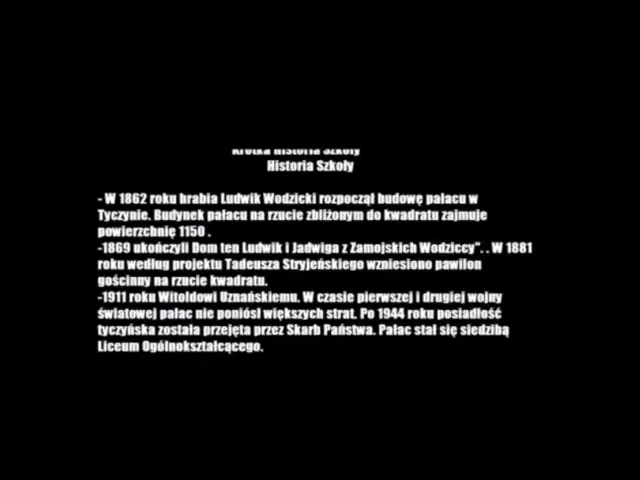 Krótka Historia Szkoły
Historia Szkoły
- W 1862 roku hrabia Ludwik Wodzicki rozpoczął budowę pałacu w
Tyczynie. Budynek pałacu na rzucie zbliżonym do kwadratu zajmuje
powierzchnię 1150 .
-1869 ukończyli Dom ten Ludwik i Jadwiga z Zamojskich Wodziccy". . W 1881
roku według projektu Tadeusza Stryjeńskiego wzniesiono pawilon
gościnny na rzucie kwadratu.
-1911 roku Witoldowi Uznańskiemu. W czasie pierwszej i drugiej wojny
światowej pałac nie poniósł większych strat. Po 1944 roku posiadłość
tyczyńska została przejęta przez Skarb Państwa. Pałac stał się siedzibą
Liceum Ogólnokształcącego.